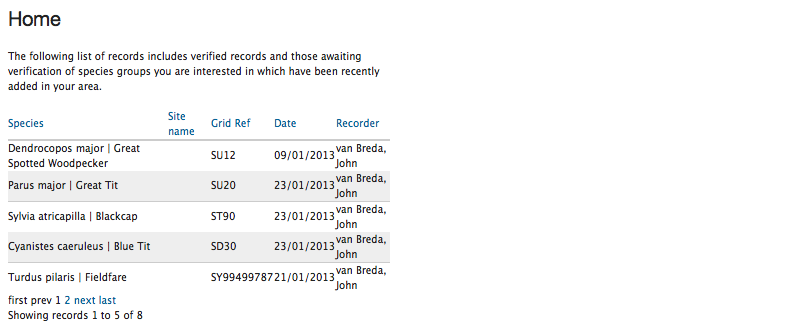 Home
The following list of records includes verified records and those awaiting
verification of species groups you are interested in which have been recently
added in your area.
Species Site name Grid Ref Date Recorder
Dendrocopos major | Great Spotted Woodpecker SU12 09/01/2013 van Breda, John
Parus major | Great Tit SU20 23/01/2013 van Breda, John
Sylvia atricapilla | Blackcap ST90 23/01/2013 van Breda, John
Cyanistes caeruleus | Blue Tit SD30 23/01/2013 van Breda, John
Turdus pilaris | Fieldfare SY9949978721/01/2013 van Breda, John
first prev 1 2 next last
Showing records 1 to 5 of 8